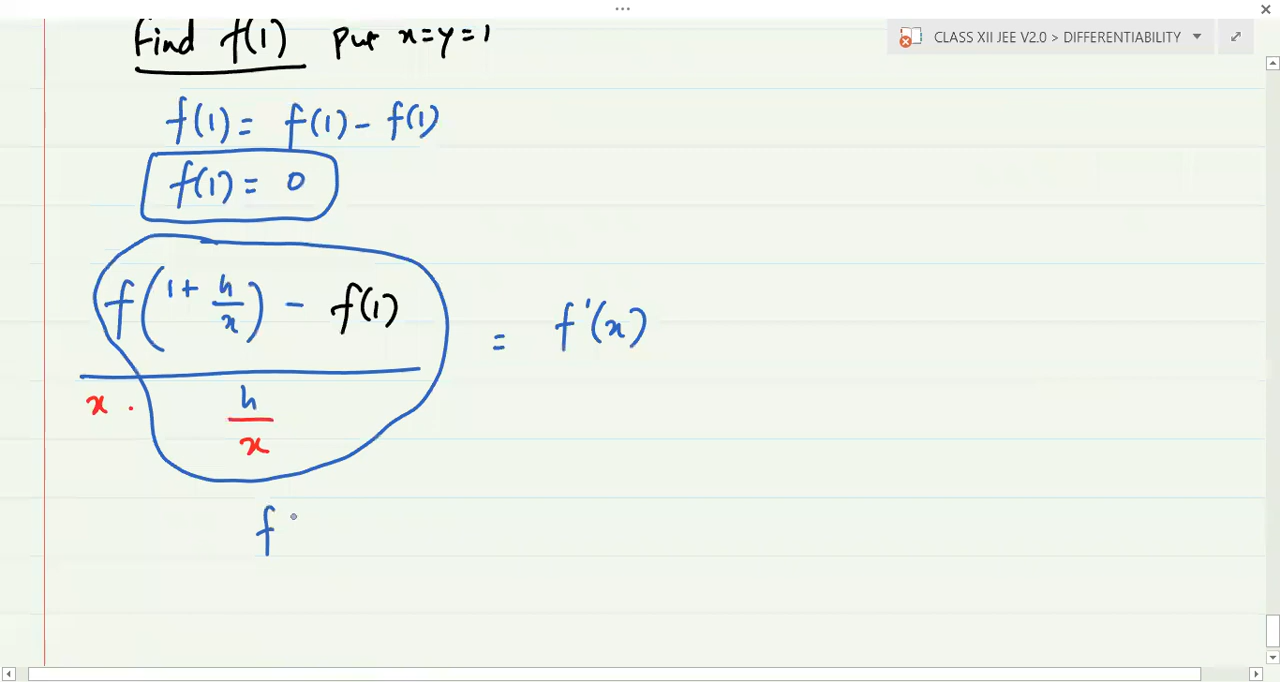 CLASS XII JEE V2.0 > DIFFERENTIABILITY
Find f(1) Put x=y=1
f(1) = f(1) - f(1)
f(1) = 0
f(1 + h/x) - f(1)
x . h/x
= f'(x)
f